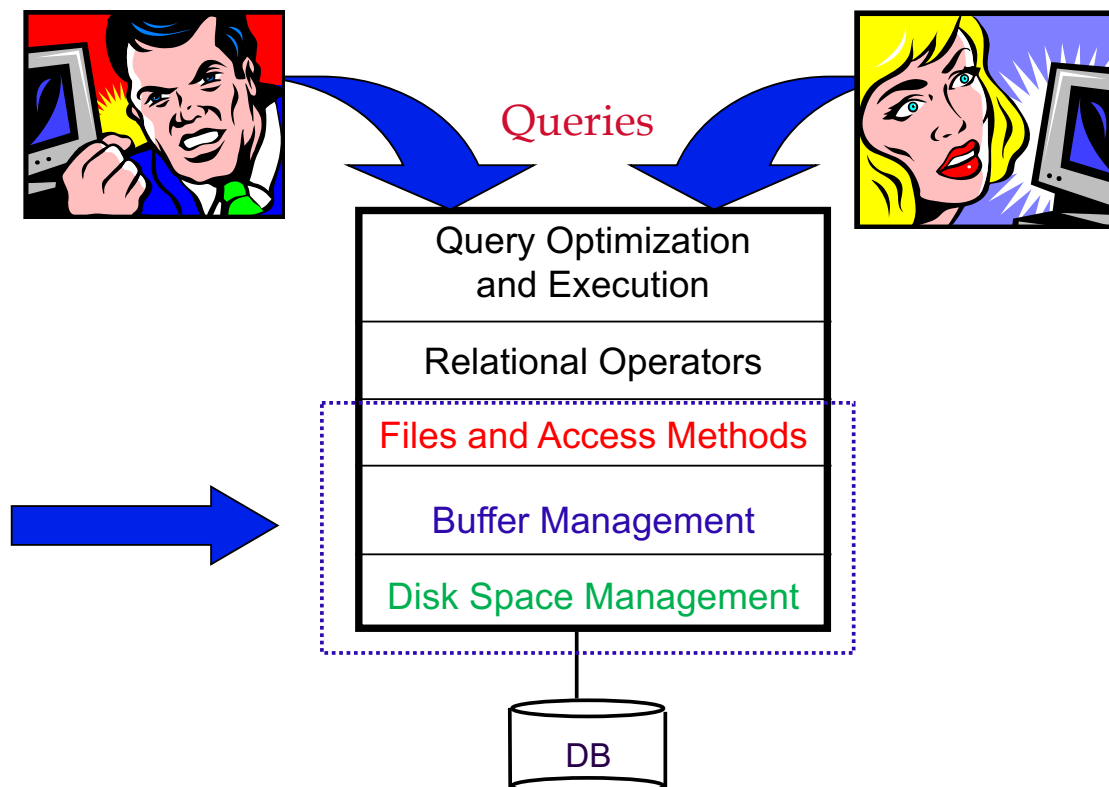 Queries
Query Optimization
and Execution
Relational Operators
Files and Access Methods
Buffer Management
Disk Space Management
DB